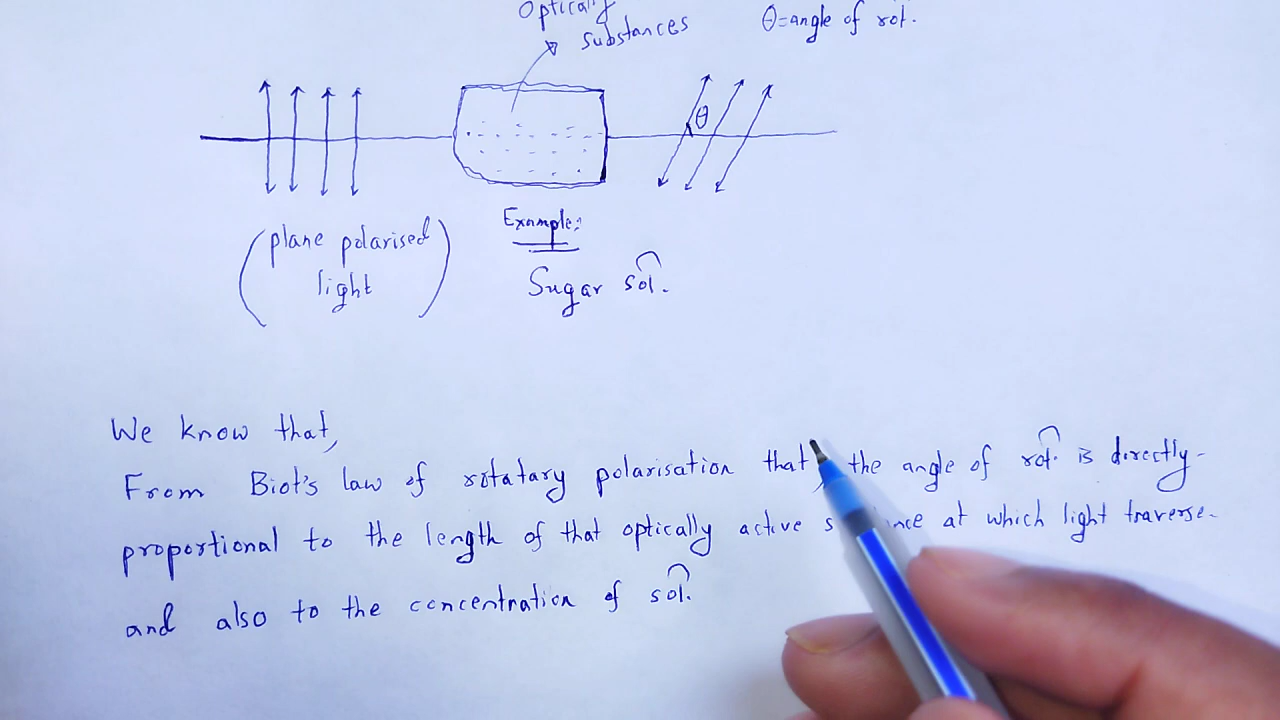 substances
θ=angle of rot.
θ
(plane polarised
light)
Example:
Sugar sol.
We know that,
From Biot's law of rotatary polarisation that, the angle of rot. is directly-
proportional to the length of that optically active at which light traverse-
and also to the concentration of sol.